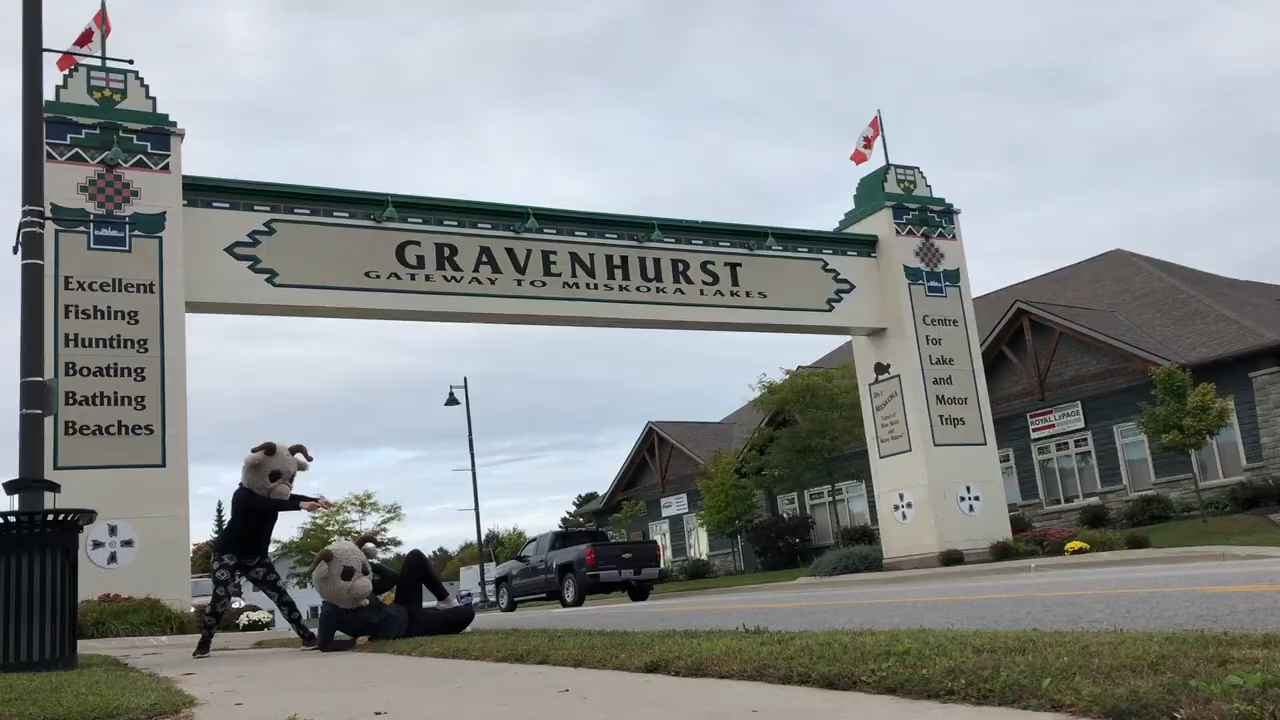 GRAVENHURST
GATEWAY TO MUSKOKA LAKES
Excellent
Fishing
Hunting
Boating
Bathing
Beaches
Centre
For
Lake
and
Motor
Trips
MUSKOKA
ROYAL LEPAGE